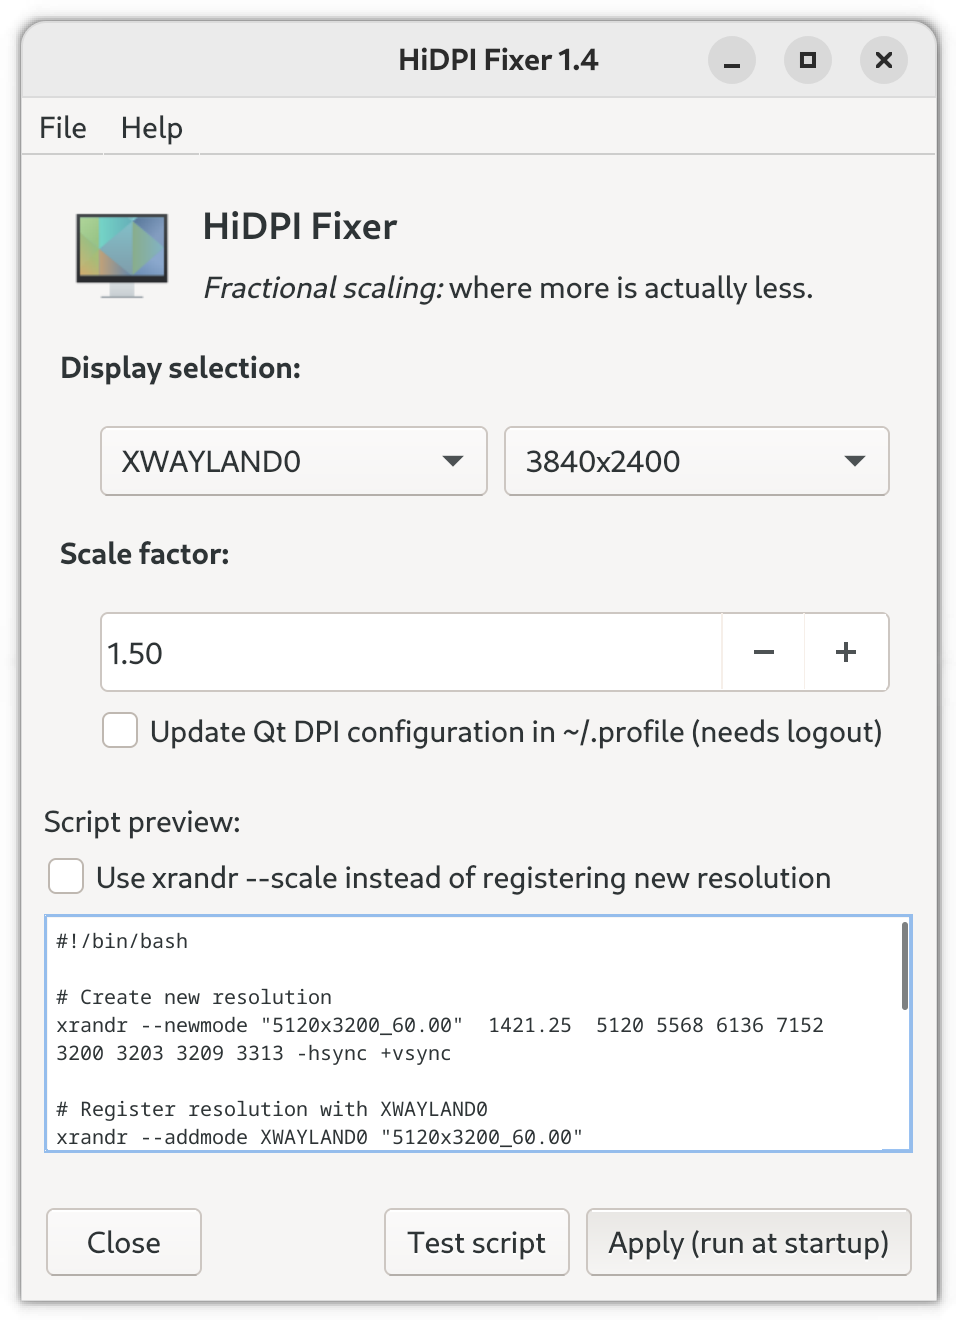 HiDPI Fixer 1.4
File Help
HiDPI Fixer
Fractional scaling: where more is actually less.
Display selection:
XWAYLAND0 3840x2400
Scale factor:
1.50
Update Qt DPI configuration in ~/.profile (needs logout)
Script preview:
Use xrandr --scale instead of registering new resolution
#!/bin/bash
# Create new resolution
xrandr --newmode "5120x3200_60.00"  1421.25  5120 5568 6136 7152
3200 3203 3209 3313 -hsync +vsync
# Register resolution with XWAYLAND0
xrandr --addmode XWAYLAND0 "5120x3200_60.00"
Close Test script Apply (run at startup)